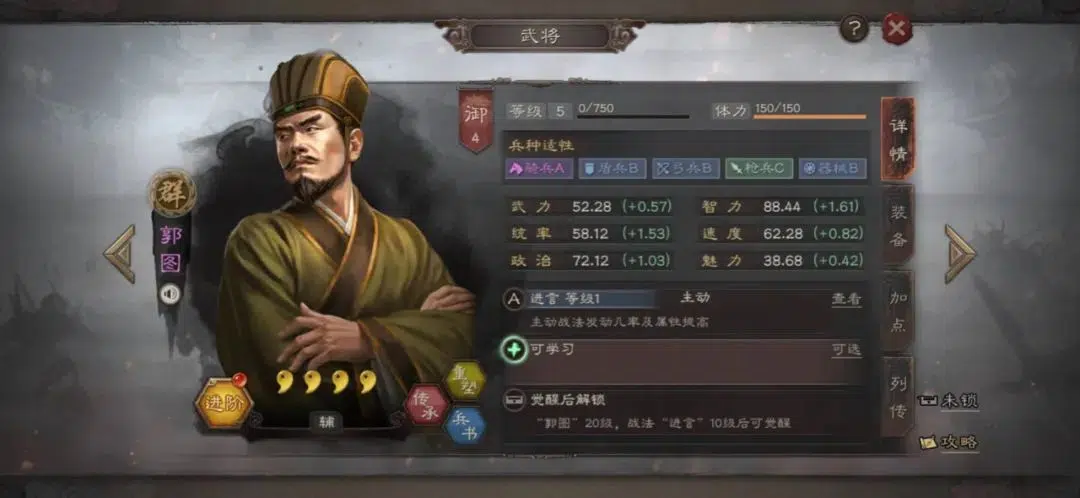 武将
?
御
4
等级 5 0/750
体力 150/150
兵种适性
骑兵A 盾兵B 弓兵B 枪兵C 器械B
武力 52.28 (+0.57) 智力 88.44 (+1.61)
统率 58.12 (+1.53) 速度 62.28 (+0.82)
政治 72.12 (+1.03) 魅力 38.68 (+0.42)
A 进言 等级1 主动 查看
主动战法发动几率及属性提高
可学习 可选
觉醒后解锁
“郭图”20级，战法“进言”10级后可觉醒
群
郭图
进阶
辅
重塑
传承
兵书
详情
装备
加点
列传
未锁
攻略